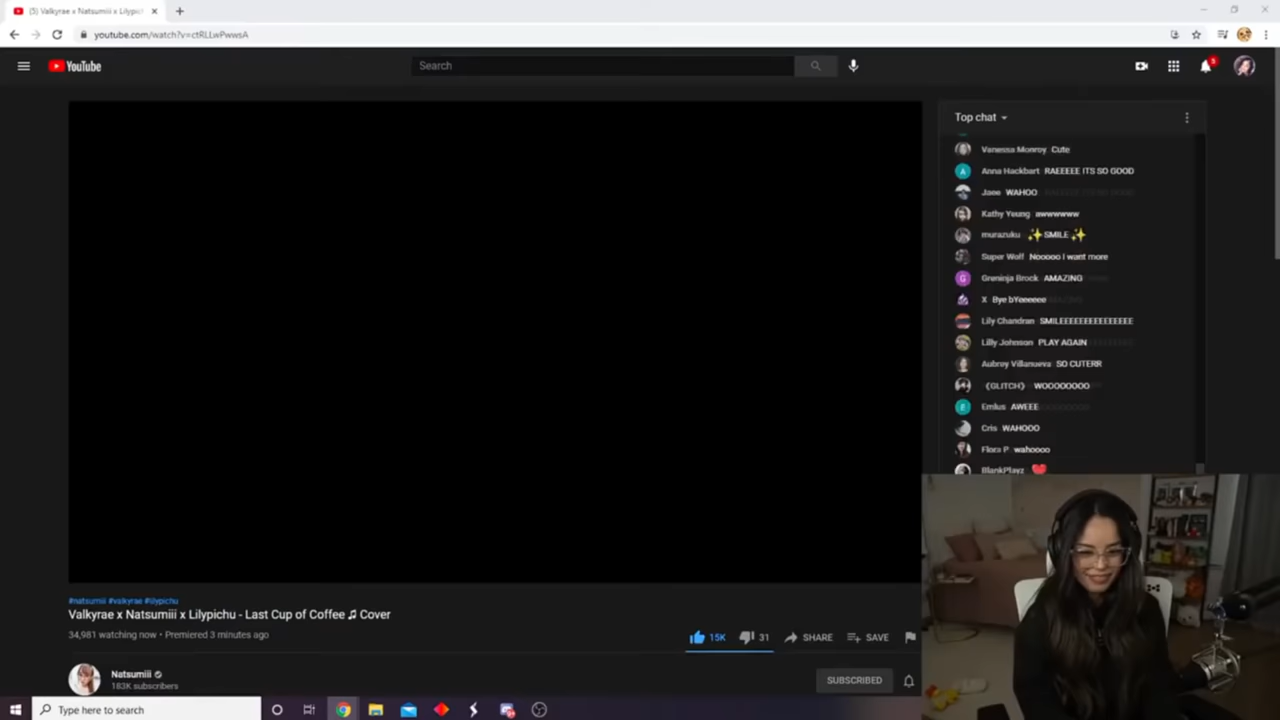 (5) Valkyrae x Natsumiii x Lilypic
youtube.com/watch?v=ctRLLwPwwsA
YouTube
Search
5
Top chat
Vanessa Monroy Cute
Anna Hackbart RAEEEEE ITS SO GOOD
Jane WAHOO
Kathy Yeung awwwwww
murazuku ✨SMILE✨
Super Wolf Nooooo I want more
G Greninja Brock AMAZING
X Bye bYeeeeee
Lily Chandran SMILEEEEEEEEEEEEEEE
Lilly Johnson PLAY AGAIN
Aubrey Villanueva SO CUTERR
《GLITCH》 WOOOOOOOO
E Emlus AWEEE
Cris WAHOOO
Flora P wahoooo
BlankPlayz ❤️
#natsumiii #valkyrae #lilypichu
Valkyrae x Natsumiii x Lilypichu - Last Cup of Coffee ♫ Cover
34,981 watching now • Premiered 3 minutes ago
15K 31 SHARE SAVE
Natsumiii
183K subscribers
SUBSCRIBED
Type here to search